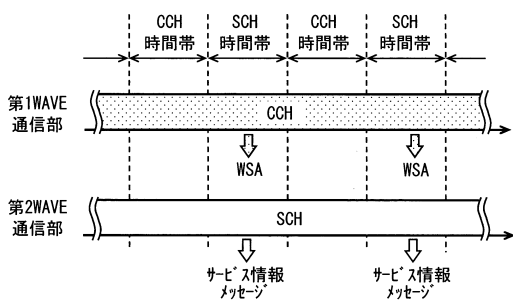 CCH
時間帯
SCH
時間帯
CCH
時間帯
SCH
時間帯
第1WAVE
通信部
CCH
WSA
WSA
第2WAVE
通信部
SCH
ｻｰﾋﾞｽ情報
ﾒｯｾｰｼﾞ
ｻｰﾋﾞｽ情報
ﾒｯｾｰｼﾞ